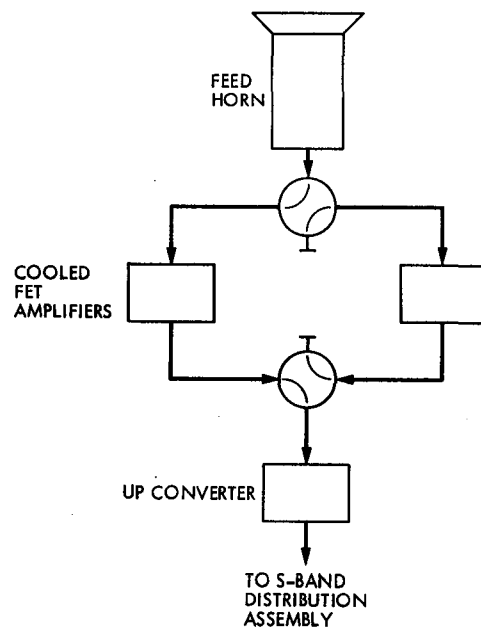 FEED
HORN
COOLED
FET
AMPLIFIERS
UP CONVERTER
TO S-BAND
DISTRIBUTION
ASSEMBLY